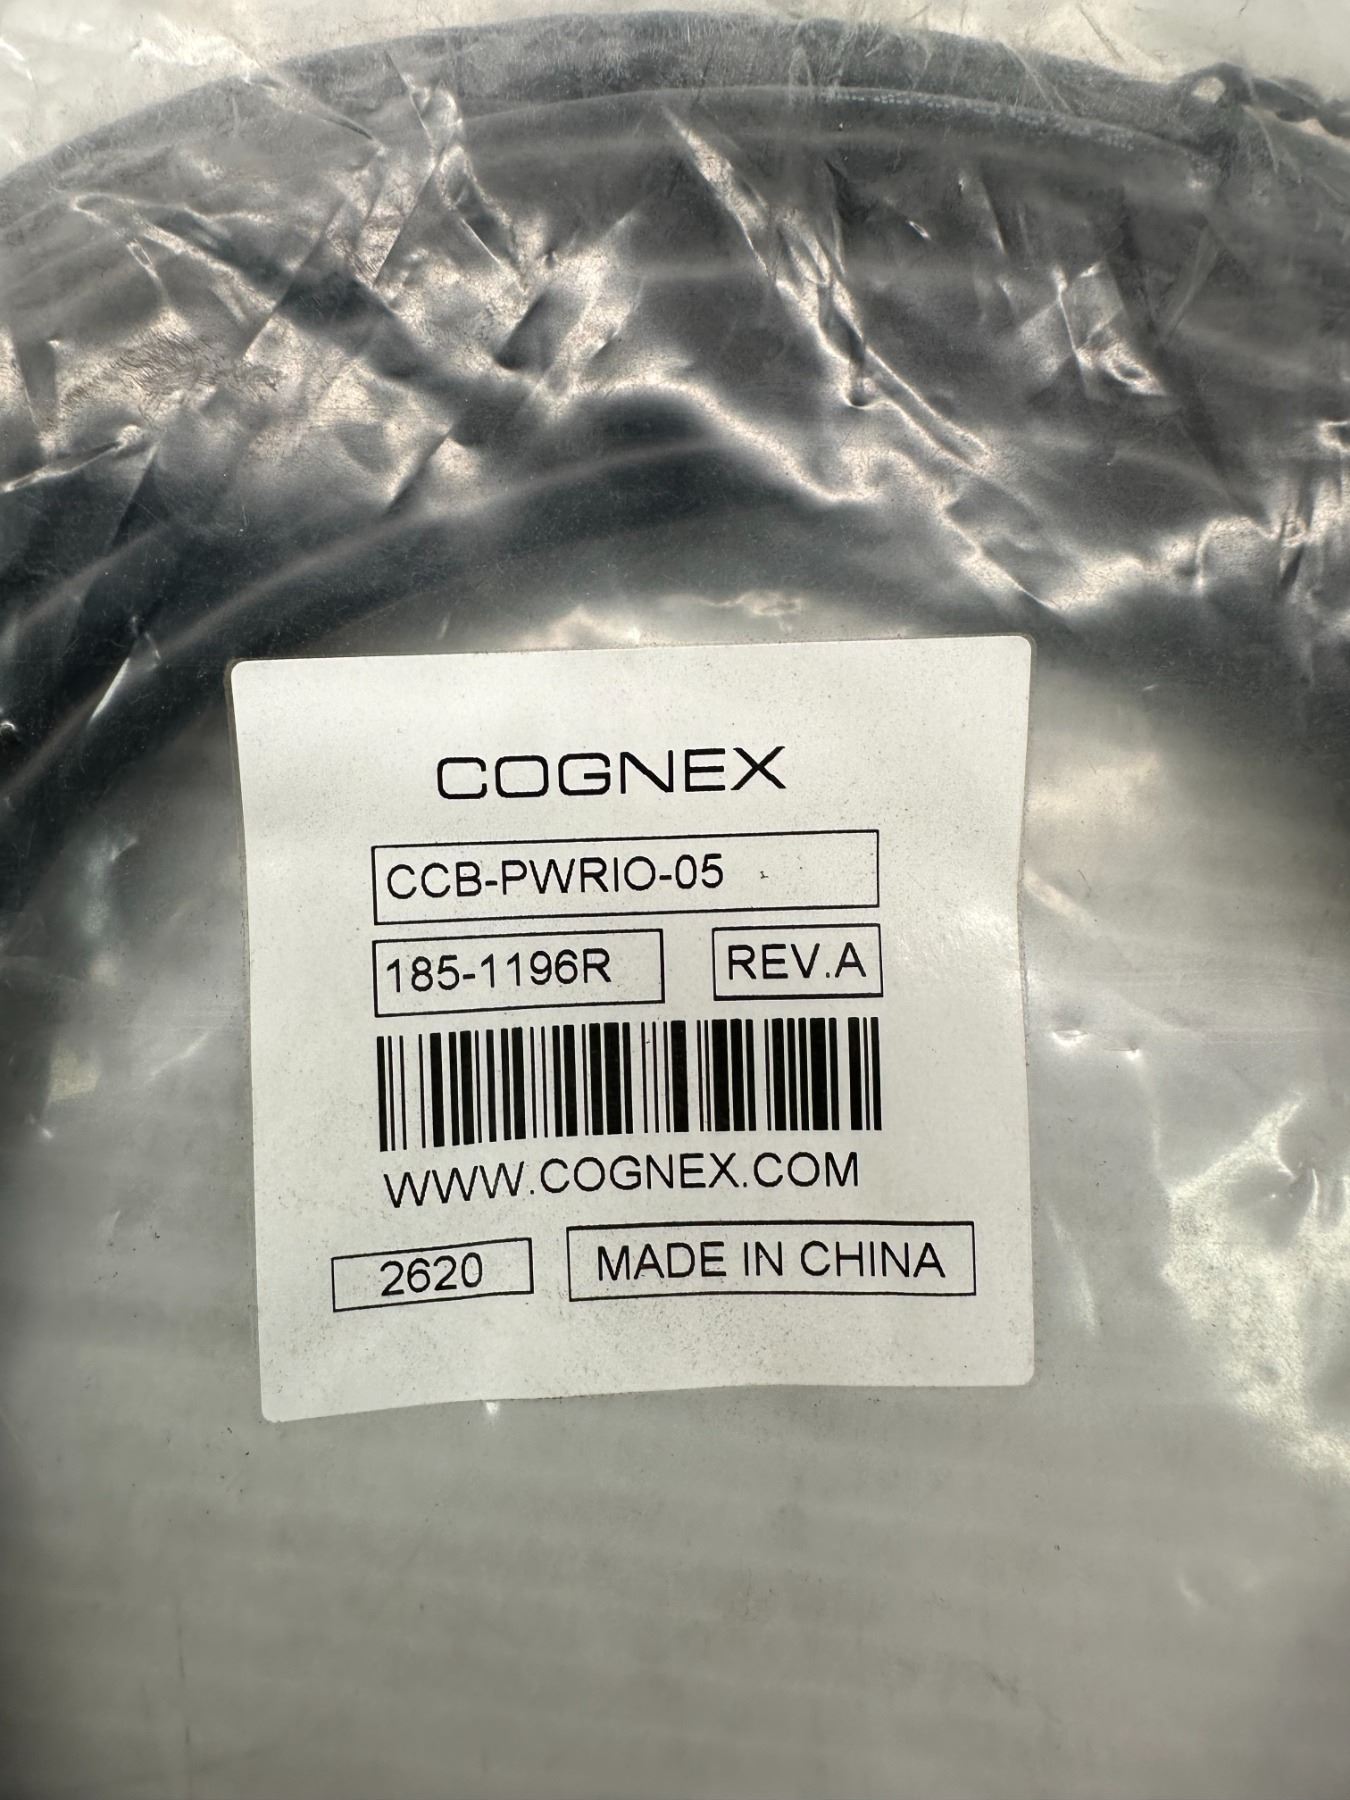 COGNEX
CCB-PWRIO-05
185-1196R
REV.A
WWW.COGNEX.COM
2620
MADE IN CHINA